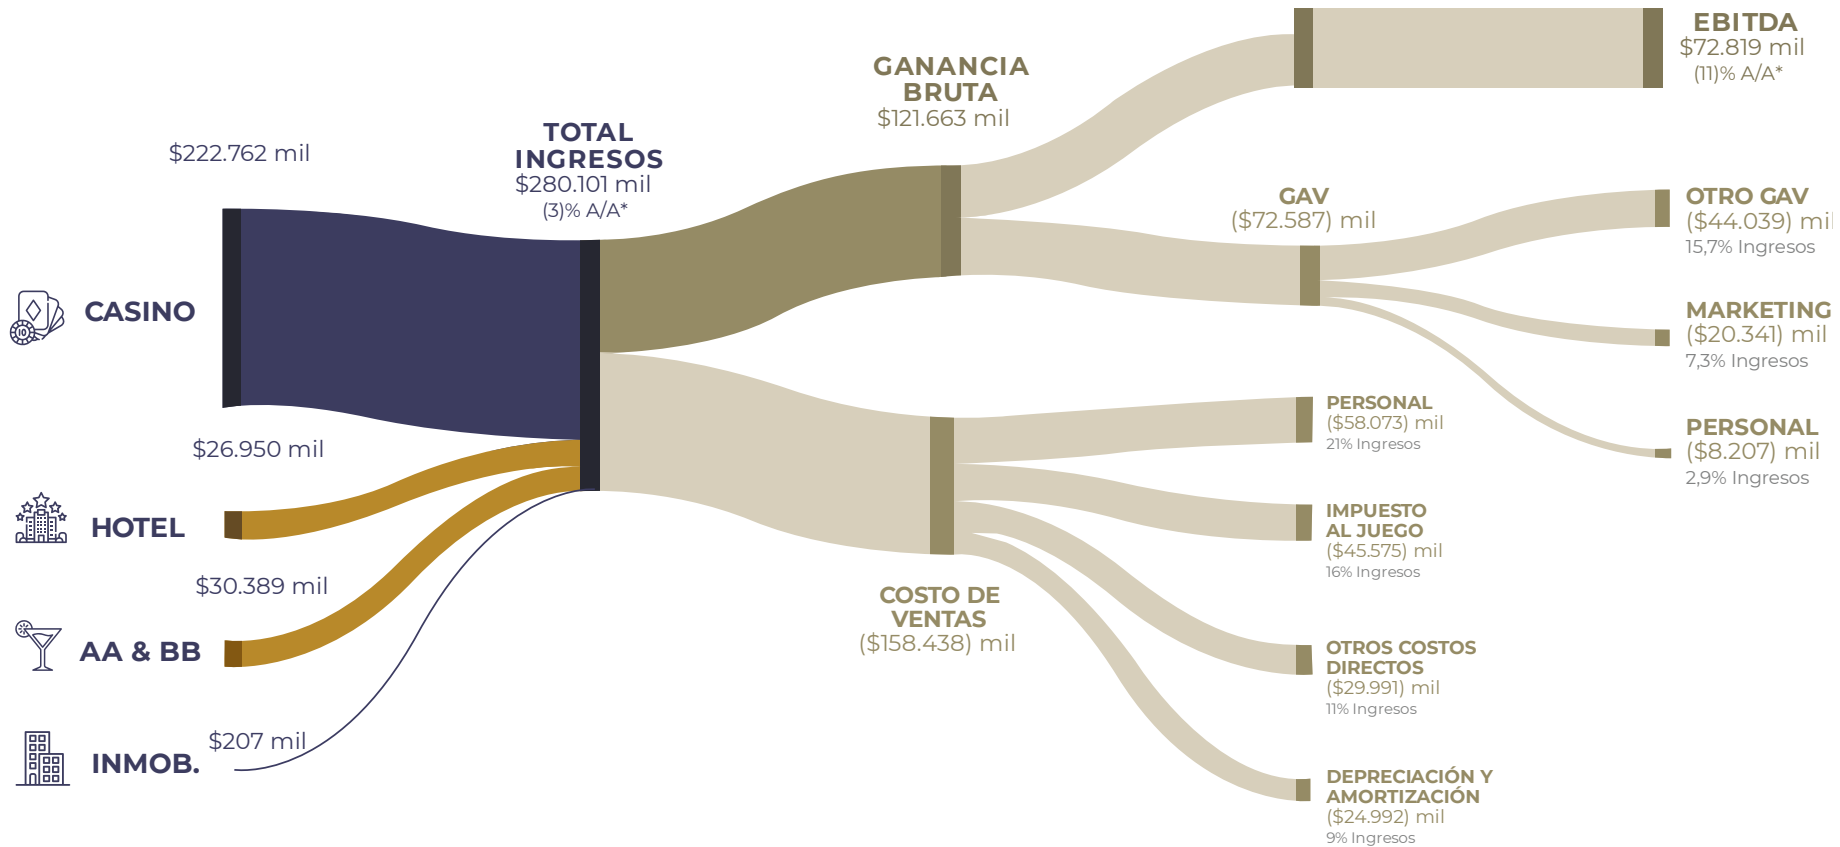 $222.762 mil
CASINO
10
$26.950 mil
HOTEL
$30.389 mil
AA & BB
$207 mil
INMOB.
TOTAL
INGRESOS
$280.101 mil
(3)% A/A*
GANANCIA
BRUTA
$121.663 mil
COSTO DE
VENTAS
($158.438) mil
EBITDA
$72.819 mil
(11)% A/A*
GAV
($72.587) mil
OTRO GAV
($44.039) mil
15,7% Ingresos
MARKETING
($20.341) mil
7,3% Ingresos
PERSONAL
($8.207) mil
2,9% Ingresos
PERSONAL
($58.073) mil
21% Ingresos
IMPUESTO
AL JUEGO
($45.575) mil
16% Ingresos
OTROS COSTOS
DIRECTOS
($29.991) mil
11% Ingresos
DEPRECIACIÓN Y
AMORTIZACIÓN
($24.992) mil
9% Ingresos